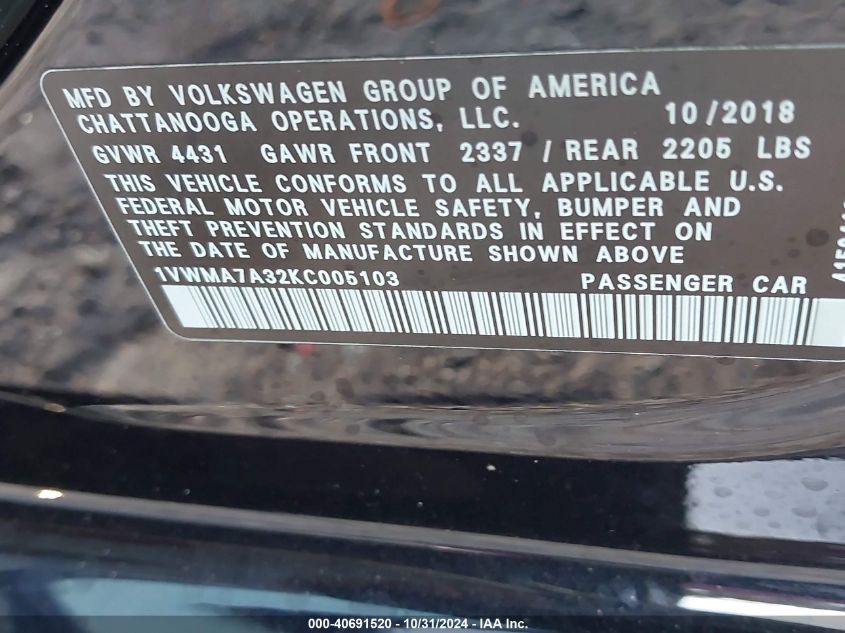 MFD BY VOLKSWAGEN GROUP OF AMERICA
CHATTANOOGA OPERATIONS, LLC. 10/2018
GVWR 4431 GAWR FRONT 2337 / REAR 2205 LBS
THIS VEHICLE CONFORMS TO ALL APPLICABLE U.S.
FEDERAL MOTOR VEHICLE SAFETY, BUMPER AND
THEFT PREVENTION STANDARDS IN EFFECT ON
THE DATE OF MANUFACTURE SHOWN ABOVE
1VWMA7A32KC005103 PASSENGER CAR
000-40691520 - 10/31/2024 - IAA Inc.